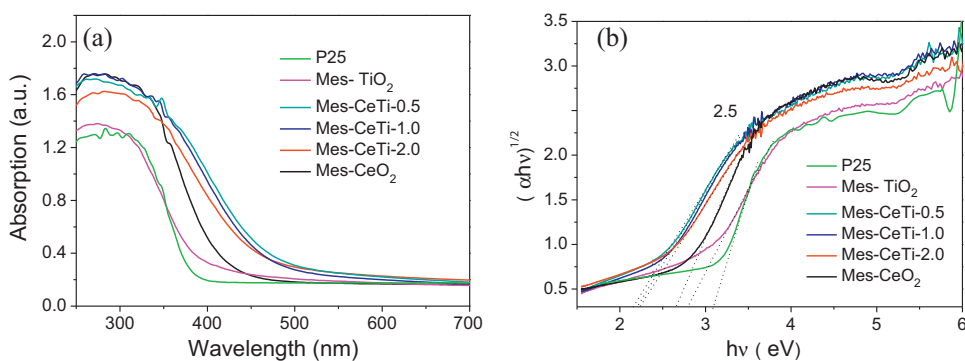 (a)
P25
Mes- TiO2
Mes-CeTi-0.5
Mes-CeTi-1.0
Mes-CeTi-2.0
Mes-CeO2
Absorption (a.u.)
2.0
1.6
1.2
0.8
0.4
0.0
300 400 500 600 700
Wavelength (nm)
(b)
2.5
P25
Mes- TiO2
Mes-CeTi-0.5
Mes-CeTi-1.0
Mes-CeTi-2.0
Mes-CeO2
( αhν)1/2
3.5
3.0
2.5
2.0
1.5
1.0
0.5
2 3 4 5 6
hν ( eV)